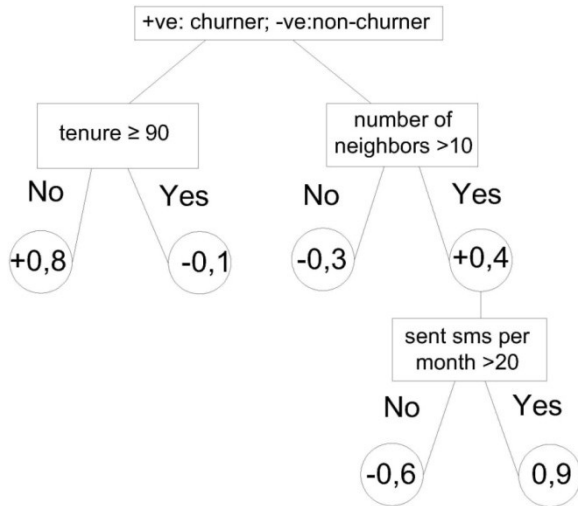 +ve: churner; -ve:non-churner
tenure ≥ 90
number of
neighbors >10
No
Yes
No
Yes
+0,8
-0,1
-0,3
+0,4
sent sms per
month >20
No
Yes
-0,6
0,9